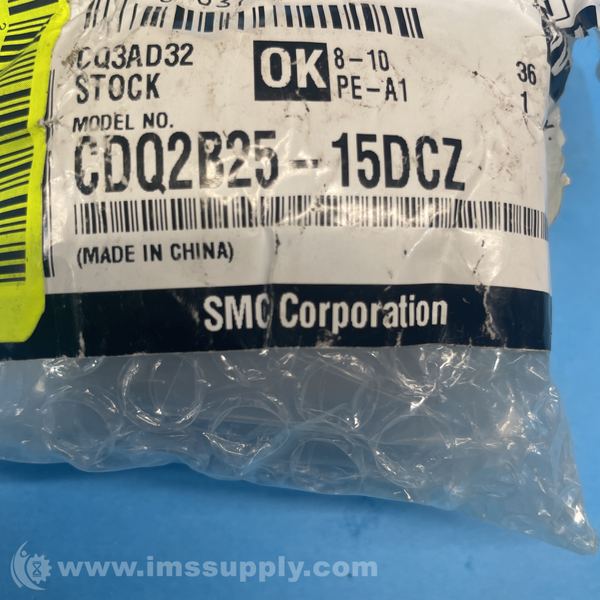 CQ3AD32 OK 8-10 36
STOCK PE-A1 1
MODEL NO.
CDQ2B25-15DCZ
(MADE IN CHINA)
SMC Corporation
www.imssupply.com